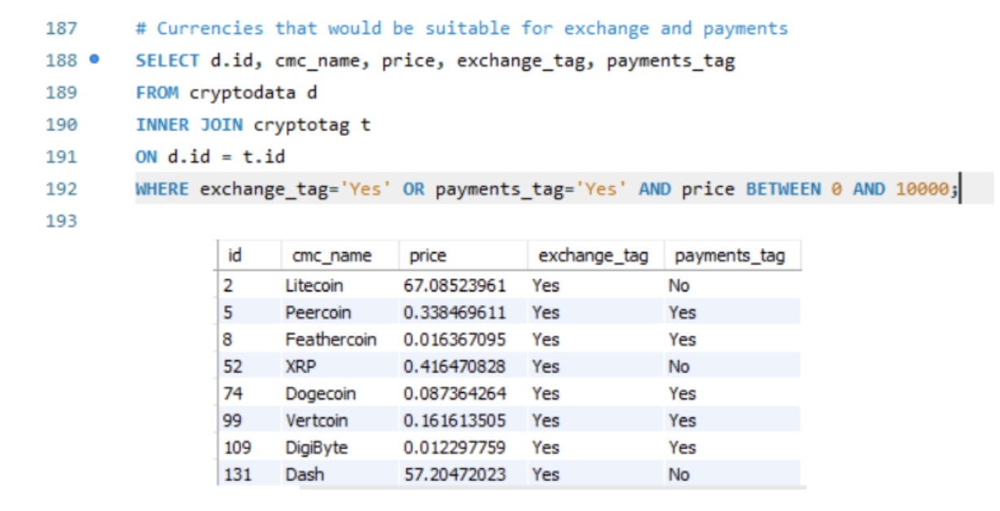 187 # Currencies that would be suitable for exchange and payments
188 SELECT d.id, cmc_name, price, exchange_tag, payments_tag
189 FROM cryptodata d
190 INNER JOIN cryptotag t
191 ON d.id = t.id
192 WHERE exchange_tag='Yes' OR payments_tag='Yes' AND price BETWEEN 0 AND 10000;
193
id cmc_name price exchange_tag payments_tag
2 Litecoin 67.08523961 Yes No
5 Peercoin 0.338469611 Yes Yes
8 Feathercoin 0.016367095 Yes Yes
52 XRP 0.416470828 Yes No
74 Dogecoin 0.087364264 Yes Yes
99 Vertcoin 0.161613505 Yes Yes
109 DigiByte 0.012297759 Yes Yes
131 Dash 57.20472023 Yes No